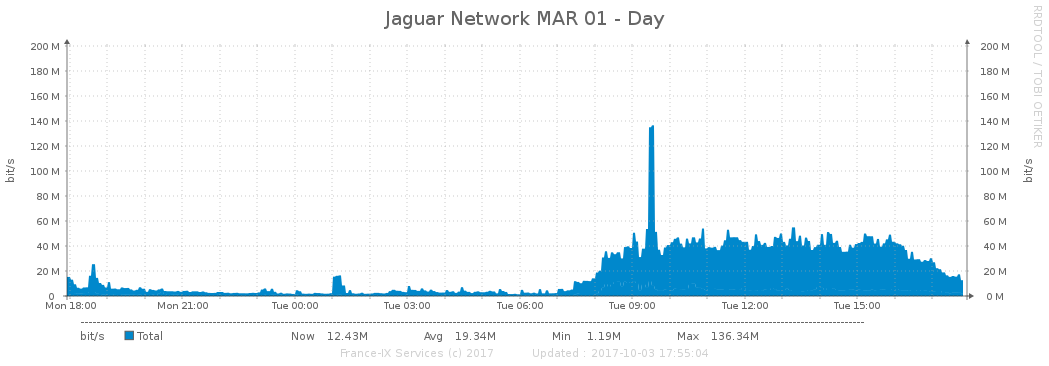 Jaguar Network MAR 01 - Day
RRDTOOL / TOBI OETIKER
bit/s
bit/s
200 M 200 M
180 M 180 M
160 M 160 M
140 M 140 M
120 M 120 M
100 M 100 M
80 M 80 M
60 M 60 M
40 M 40 M
20 M 20 M
0 0 M
Mon 18:00 Mon 21:00 Tue 00:00 Tue 03:00 Tue 06:00 Tue 09:00 Tue 12:00 Tue 15:00
bit/s Total Now 12.43M Avg 19.34M Min 1.19M Max 136.34M
France-IX Services (c) 2017 Updated : 2017-10-03 17:55:04